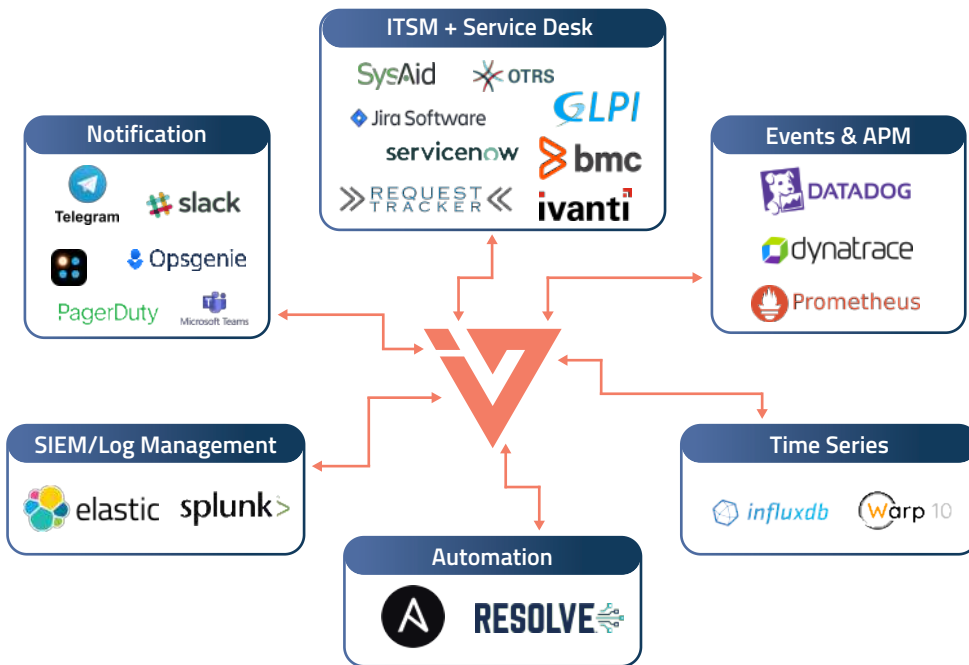 ITSM + Service Desk
SysAid
OTRS
Jira Software
GLPI
servicenow
bmc
REQUEST
TRACKER
ivanti
Notification
Telegram
slack
Opsgenie
PagerDuty
Microsoft Teams
Events & APM
DATADOG
dynatrace
Prometheus
SIEM/Log Management
elastic
splunk>
Time Series
influxdb
Warp 10
Automation
RESOLVE